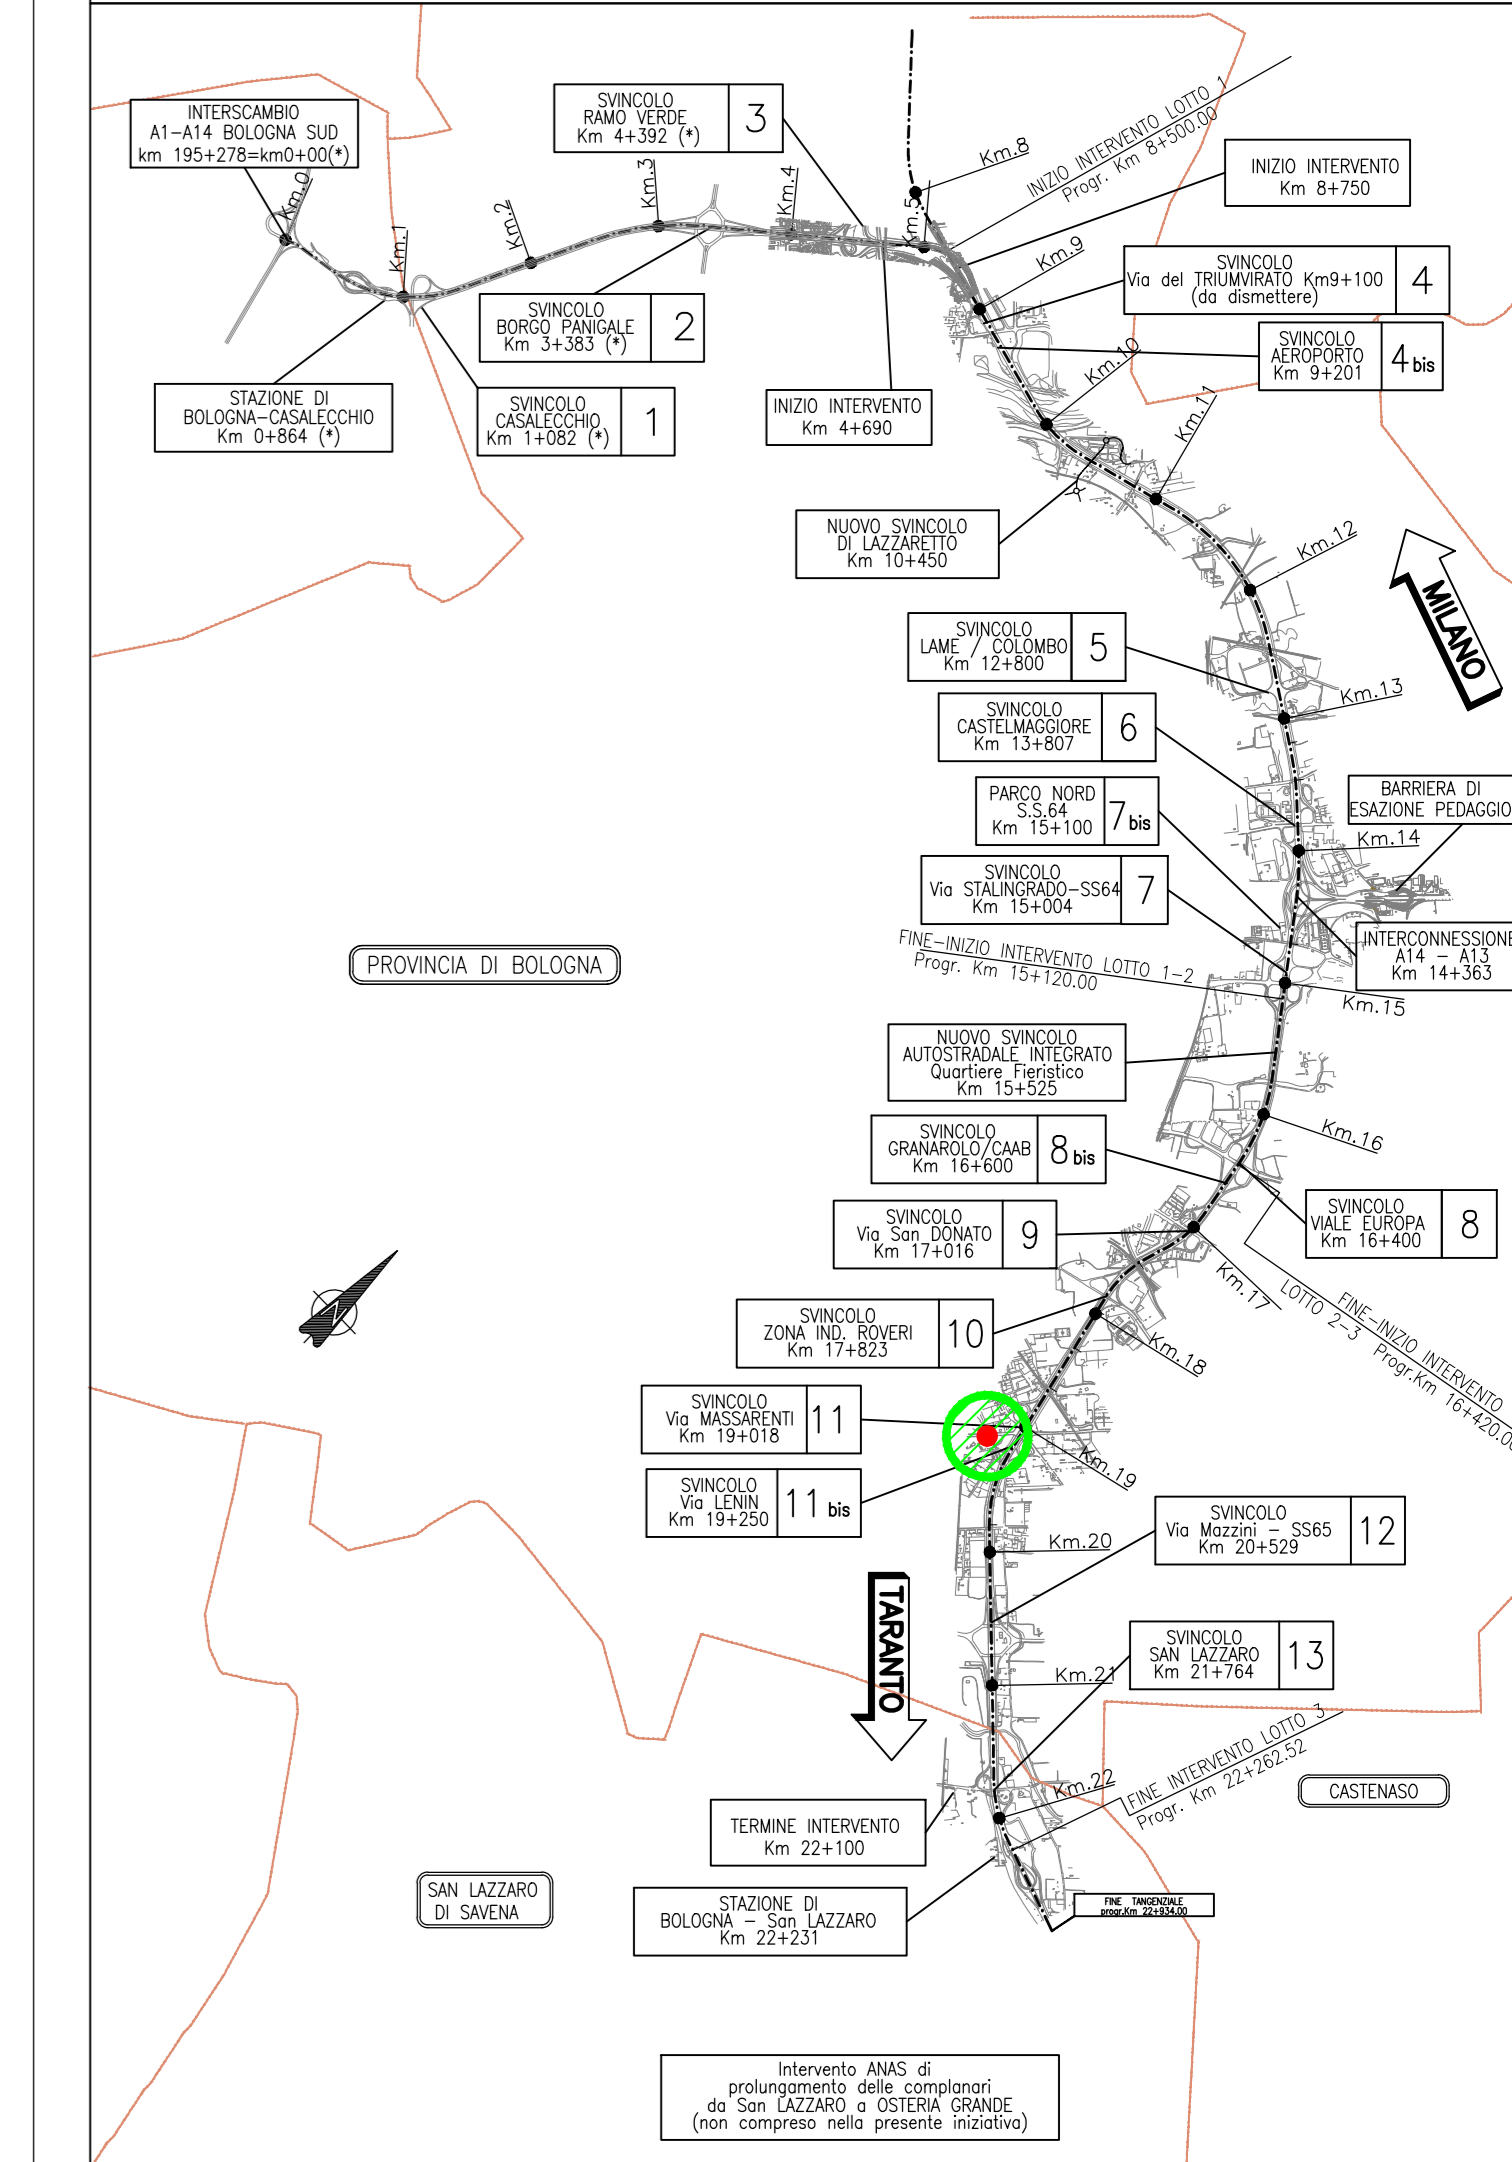 INTERSCAMBIO
A1-A14 BOLOGNA SUD
km 195+278=km0+00(*)
SVINCOLO
RAMO VERDE
Km 4+392 (*)
3
Km.0
Km.1
Km.2
Km.3
Km.4
Km.5
Km.8
INIZIO INTERVENTO LOTTO 1
Progr. Km 8+500.00
INIZIO INTERVENTO
Km 8+750
Km.9
SVINCOLO
Via del TRIUMVIRATO Km9+100
(da dismettere)
4
SVINCOLO
BORGO PANIGALE
Km 3+383 (*)
2
SVINCOLO
AEROPORTO
Km 9+201
4 bis
Km.10
STAZIONE DI
BOLOGNA-CASALECCHIO
Km 0+864 (*)
SVINCOLO
CASALECCHIO
Km 1+082 (*)
1
INIZIO INTERVENTO
Km 4+690
Km.11
NUOVO SVINCOLO
DI LAZZARETTO
Km 10+450
Km.12
MILANO
SVINCOLO
LAME / COLOMBO
Km 12+800
5
Km.13
SVINCOLO
CASTELMAGGIORE
Km 13+807
6
PARCO NORD
S.S.64
Km 15+100
7 bis
BARRIERA DI
ESAZIONE PEDAGGIO
Km.14
SVINCOLO
Via STALINGRADO-SS64
Km 15+004
7
FINE-INIZIO INTERVENTO LOTTO 1-2
Progr. Km 15+120.00
INTERCONNESSIONE
A14 - A13
Km 14+363
Km.15
PROVINCIA DI BOLOGNA
NUOVO SVINCOLO
AUTOSTRADALE INTEGRATO
Quartiere Fieristico
Km 15+525
Km.16
SVINCOLO
GRANAROLO/CAAB
Km 16+600
8 bis
SVINCOLO
Via San DONATO
Km 17+016
9
SVINCOLO
VIALE EUROPA
Km 16+400
8
Km.17
FINE-INIZIO INTERVENTO
LOTTO 2-3 Progr.Km 16+420.00
SVINCOLO
ZONA IND. ROVERI
Km 17+823
10
Km.18
SVINCOLO
Via MASSARENTI
Km 19+018
11
Km.19
SVINCOLO
Via LENIN
Km 19+250
11 bis
SVINCOLO
Via Mazzini - SS65
Km 20+529
12
Km.20
TARANTO
SVINCOLO
SAN LAZZARO
Km 21+764
13
Km.21
FINE INTERVENTO LOTTO 3
Progr. Km 22+262.52
Km.22
CASTENASO
TERMINE INTERVENTO
Km 22+100
SAN LAZZARO
DI SAVENA
STAZIONE DI
BOLOGNA - San LAZZARO
Km 22+231
FINE TANGENZIALE
progr.Km 22+934.00
Intervento ANAS di
prolungamento delle complanari
da San LAZZARO a OSTERIA GRANDE
(non compreso nella presente iniziativa)